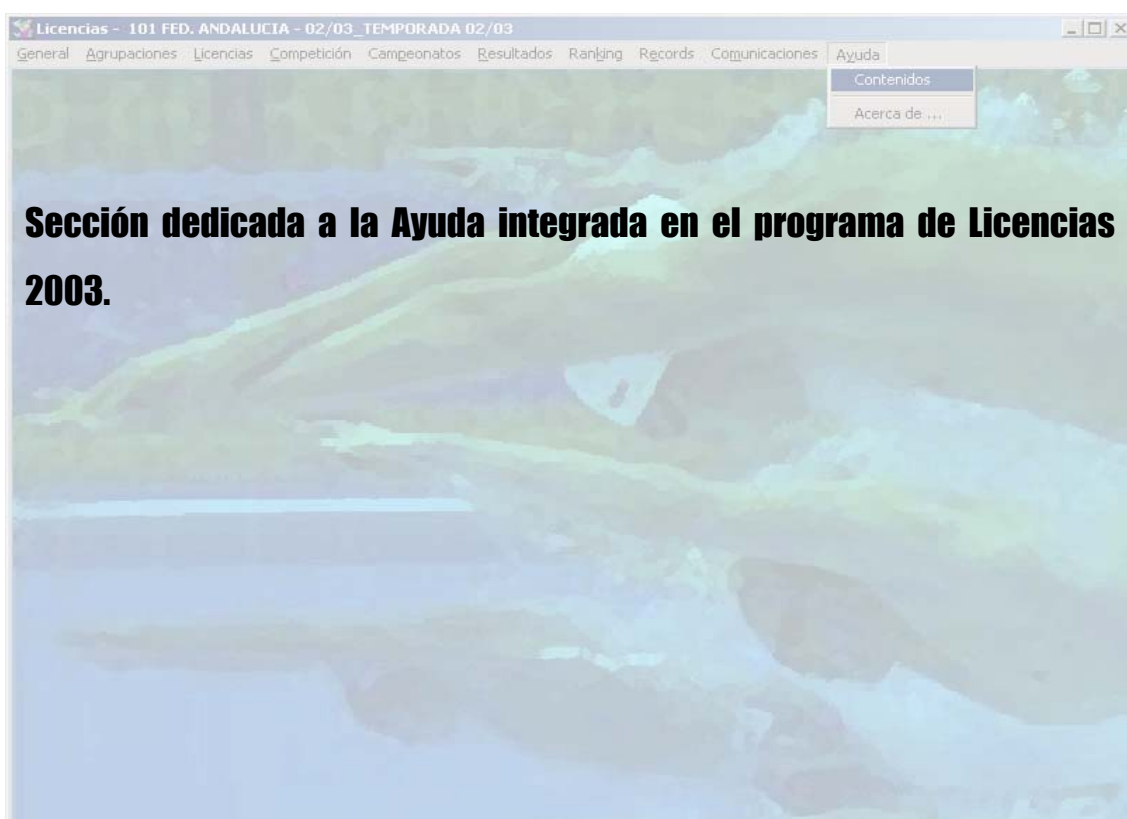 Licencias - 101 FED. ANDALUCIA - 02/03_TEMPORADA 02/03
General Agrupaciones Licencias Competición Campeonatos Resultados Ranking Records Comunicaciones Ayuda
Contenidos
Acerca de ...
Sección dedicada a la Ayuda integrada en el programa de Licencias
2003.